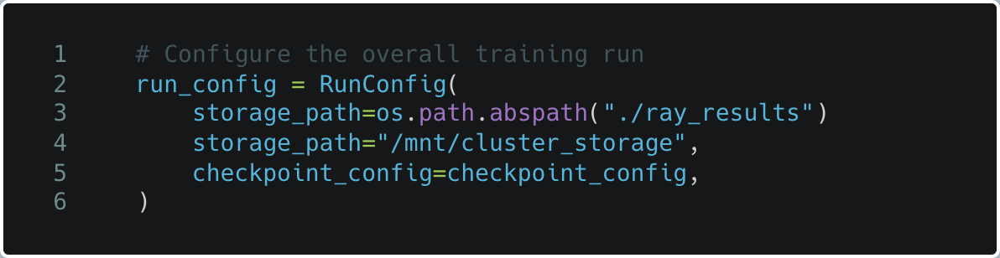 1 # Configure the overall training run
2 run_config = RunConfig(
3 storage_path=os.path.abspath("./ray_results")
4 storage_path="/mnt/cluster_storage",
5 checkpoint_config=checkpoint_config,
6 )